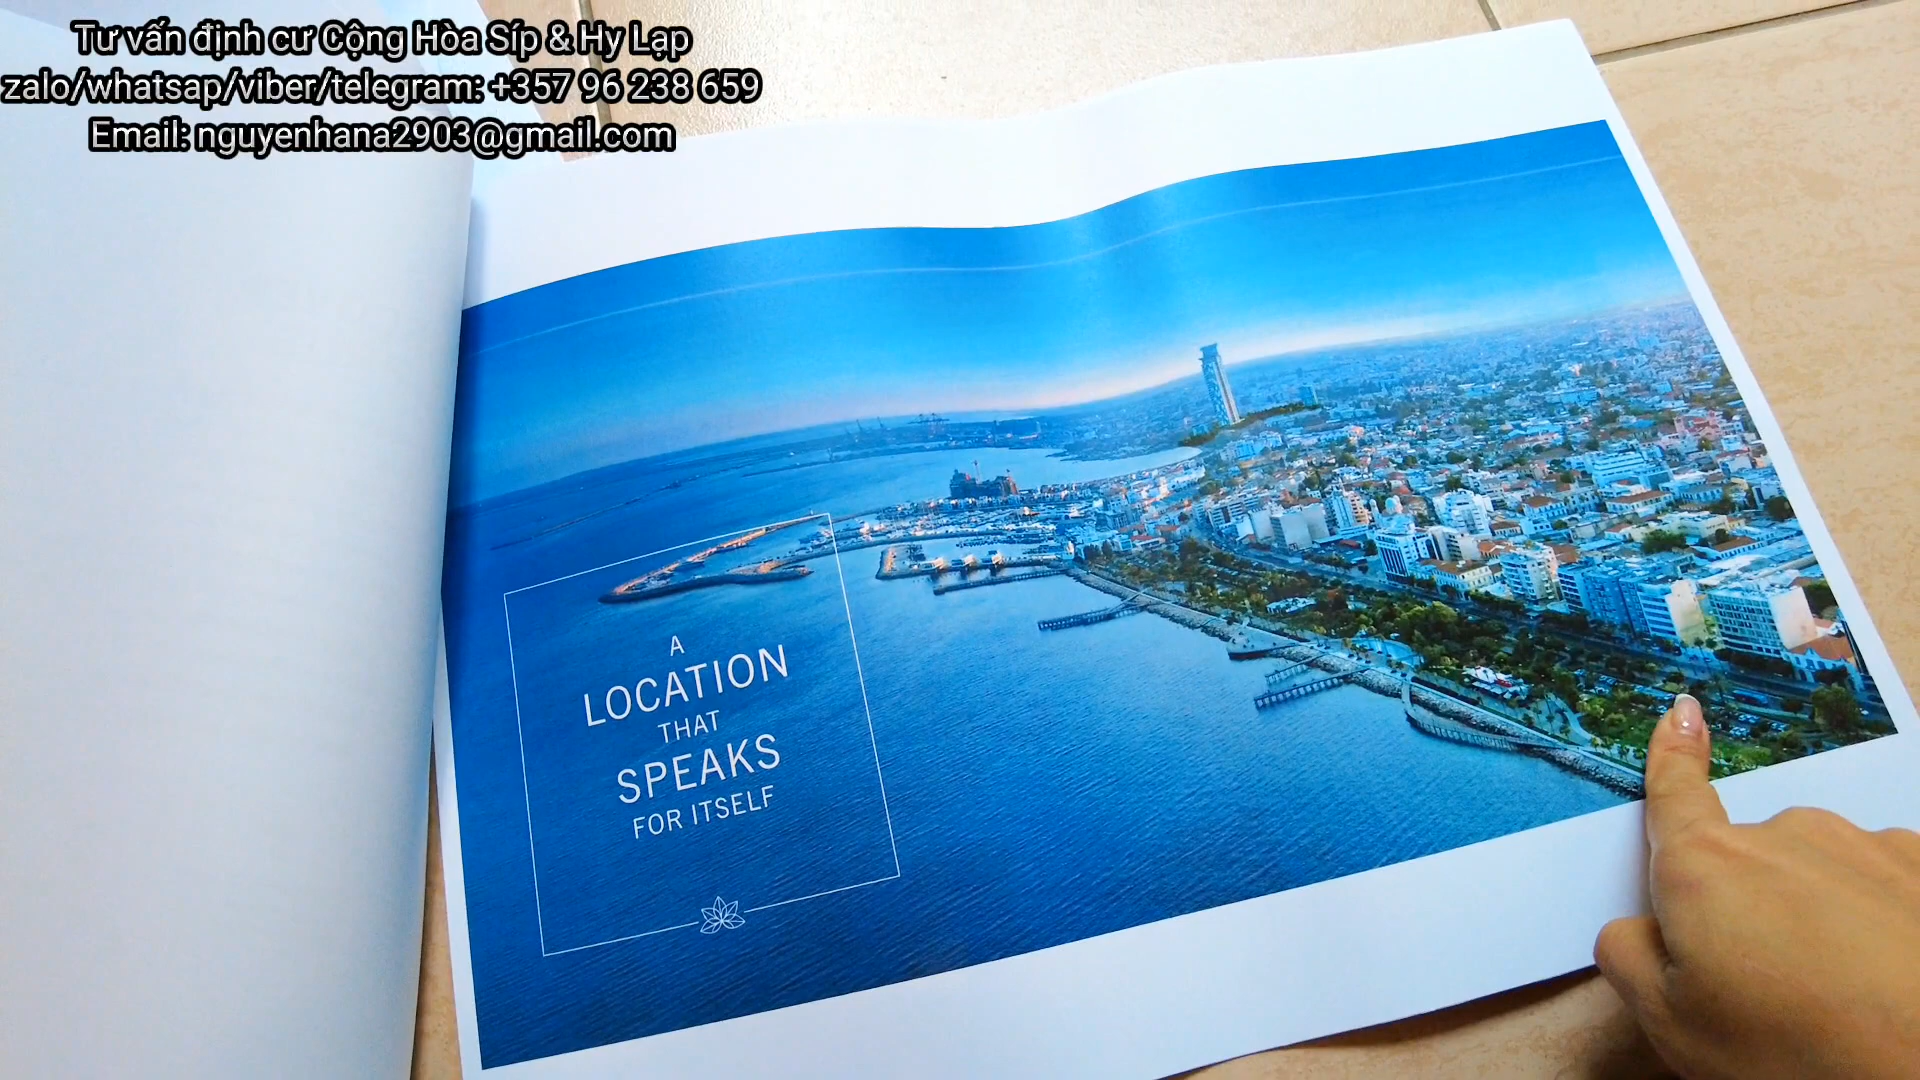 Tư vấn định cư Cộng Hòa Síp & Hy Lạp
zalo/whatsap/viber/telegram: +357 96 238 659
Email: nguyenhana2903@gmail.com
A
LOCATION
THAT
SPEAKS
FOR ITSELF